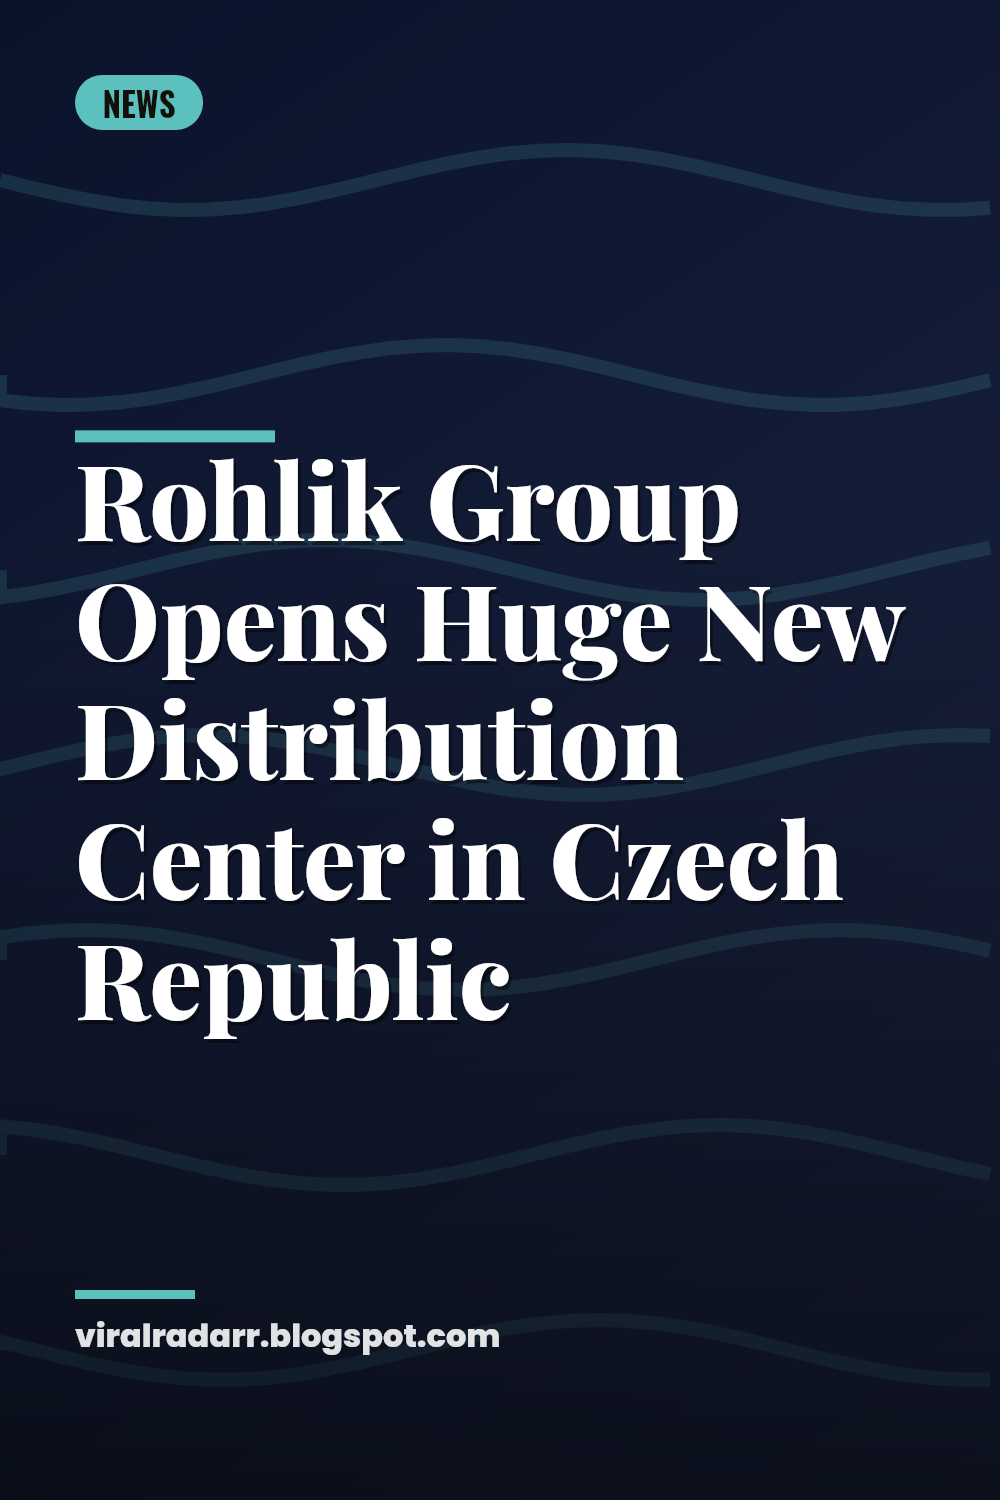 NEWS
Rohlik Group
Opens Huge New
Distribution
Center in Czech
Republic
viralradarr.blogspot.com